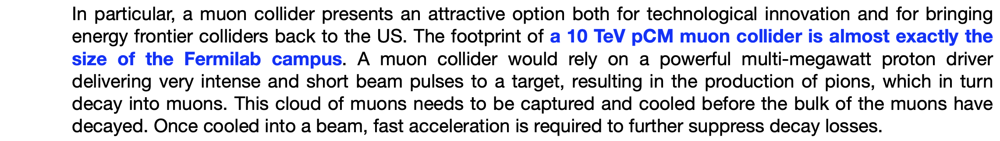 In particular, a muon collider presents an attractive option both for technological innovation and for bringing
energy frontier colliders back to the US. The footprint of a 10 TeV pCM muon collider is almost exactly the
size of the Fermilab campus. A muon collider would rely on a powerful multi-megawatt proton driver
delivering very intense and short beam pulses to a target, resulting in the production of pions, which in turn
decay into muons. This cloud of muons needs to be captured and cooled before the bulk of the muons have
decayed. Once cooled into a beam, fast acceleration is required to further suppress decay losses.